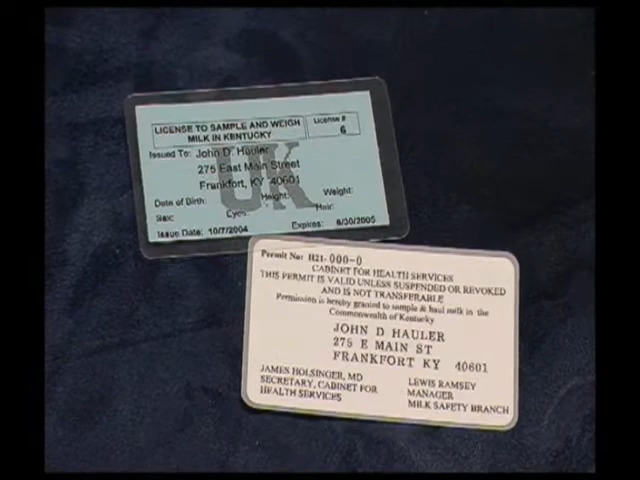 LICENSE TO SAMPLE AND WEIGH
MILK IN KENTUCKY
License #
6
Issued To: John D. Hauler
275 East Main Street
Frankfort, KY 40601
UK
Date of Birth: Height: Weight:
Sex: Eyes: Hair:
Issue Date: 10/7/2004 Expires: 6/30/2005
Permit No: H21-000-0
CABINET FOR HEALTH SERVICES
THIS PERMIT IS VALID UNLESS SUSPENDED OR REVOKED
AND IS NOT TRANSFERABLE
Permission is hereby granted to sample & haul milk in the
Commonwealth of Kentucky
JOHN D HAULER
275 E MAIN ST
FRANKFORT KY 40601
JAMES HOLSINGER, MD
SECRETARY, CABINET FOR
HEALTH SERVICES
LEWIS RAMSEY
MANAGER
MILK SAFETY BRANCH